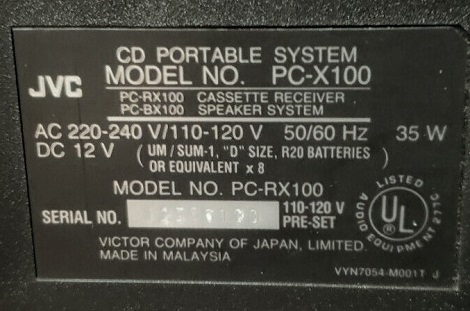 CD PORTABLE SYSTEM
JVC MODEL NO. PC-X100
PC-RX100 CASSETTE RECEIVER
PC-BX100 SPEAKER SYSTEM
AC 220-240 V/110-120 V 50/60 Hz 35 W
DC 12 V ( UM/SUM-1, "D" SIZE, R20 BATTERIES
OR EQUIVALENT x 8 )
MODEL NO. PC-RX100
SERIAL NO. 110-120 V
PRE-SET
LISTED
UL ®
AUDIO EQUIPMENT 217C
VICTOR COMPANY OF JAPAN, LIMITED
MADE IN MALAYSIA
VYN7054-M001T J